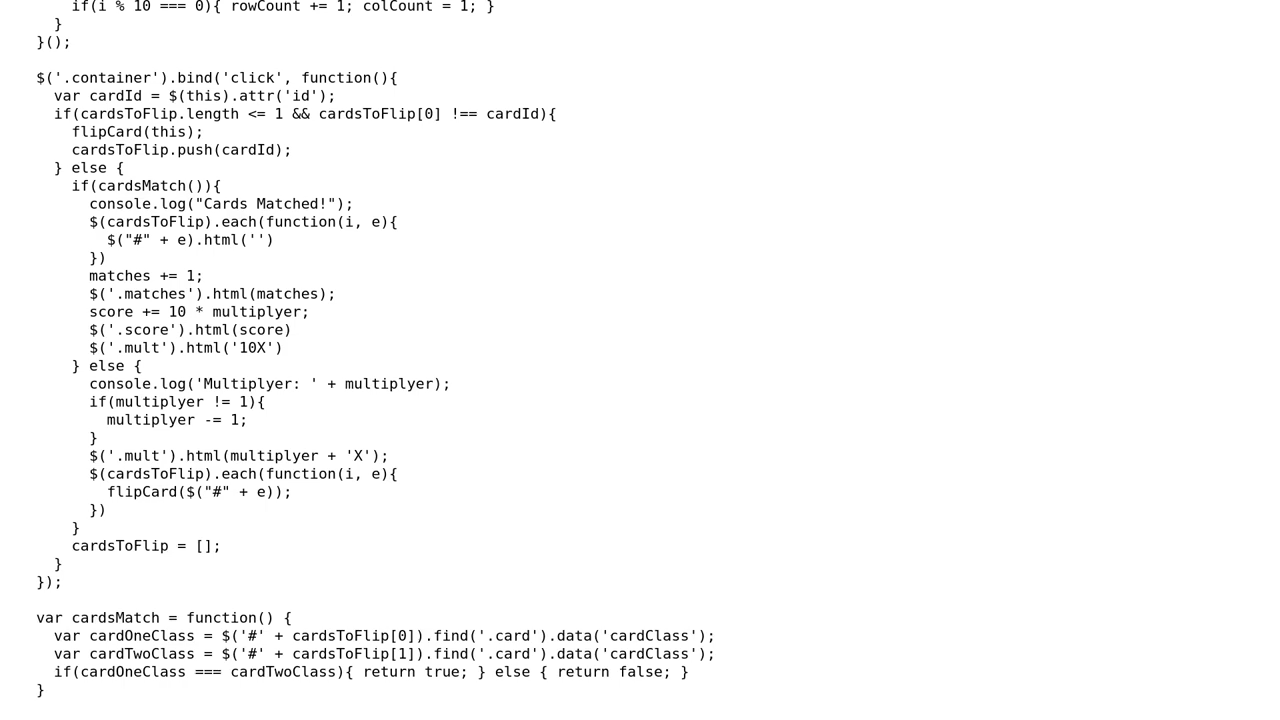 if(i % 10 === 0){ rowCount += 1; colCount = 1; }
}
}();
$('.container').bind('click', function(){
var cardId = $(this).attr('id');
if(cardsToFlip.length <= 1 && cardsToFlip[0] !== cardId){
flipCard(this);
cardsToFlip.push(cardId);
} else {
if(cardsMatch()){
console.log("Cards Matched!");
$(cardsToFlip).each(function(i, e){
$("#" + e).html('')
})
matches += 1;
$('.matches').html(matches);
score += 10 * multiplyer;
$('.score').html(score)
$('.mult').html('10X')
} else {
console.log('Multiplyer: ' + multiplyer);
if(multiplyer != 1){
multiplyer -= 1;
}
$('.mult').html(multiplyer + 'X');
$(cardsToFlip).each(function(i, e){
flipCard($("#" + e));
})
}
cardsToFlip = [];
}
});
var cardsMatch = function() {
var cardOneClass = $('#' + cardsToFlip[0]).find('.card').data('cardClass');
var cardTwoClass = $('#' + cardsToFlip[1]).find('.card').data('cardClass');
if(cardOneClass === cardTwoClass){ return true; } else { return false; }
}